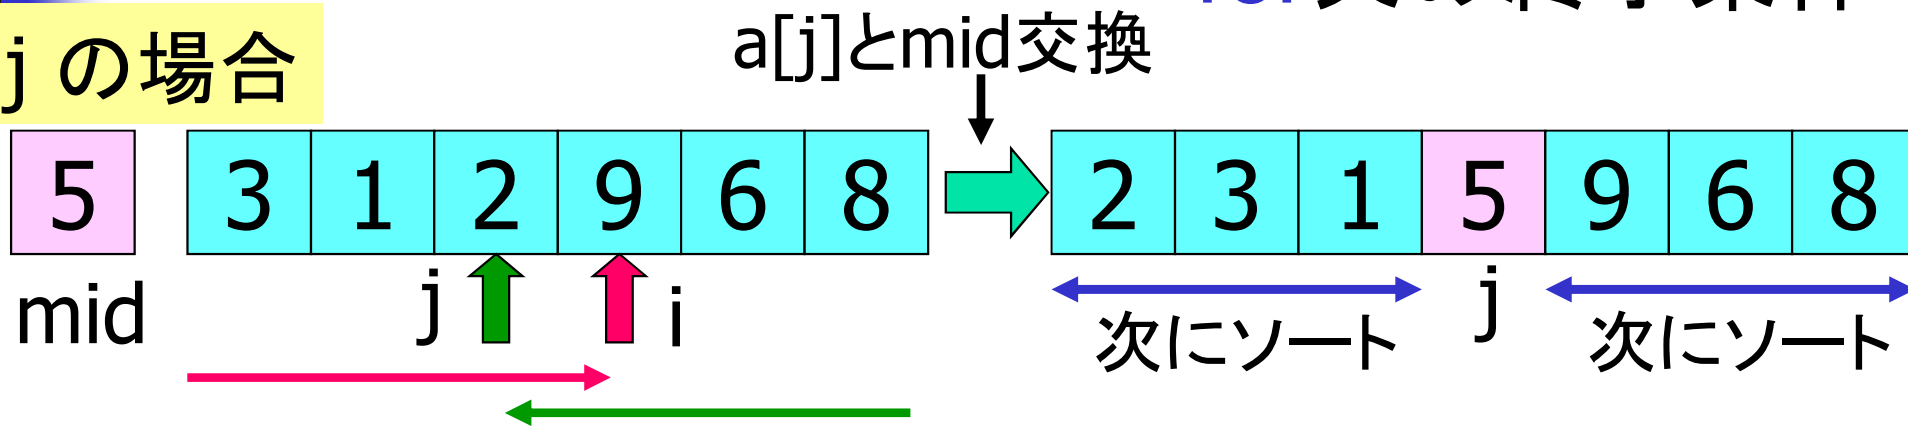 a[j]とmid交換
j の場合
5 3 1 2 9 6 8 2 3 1 5 9 6 8
mid j i 次にソート j 次にソート